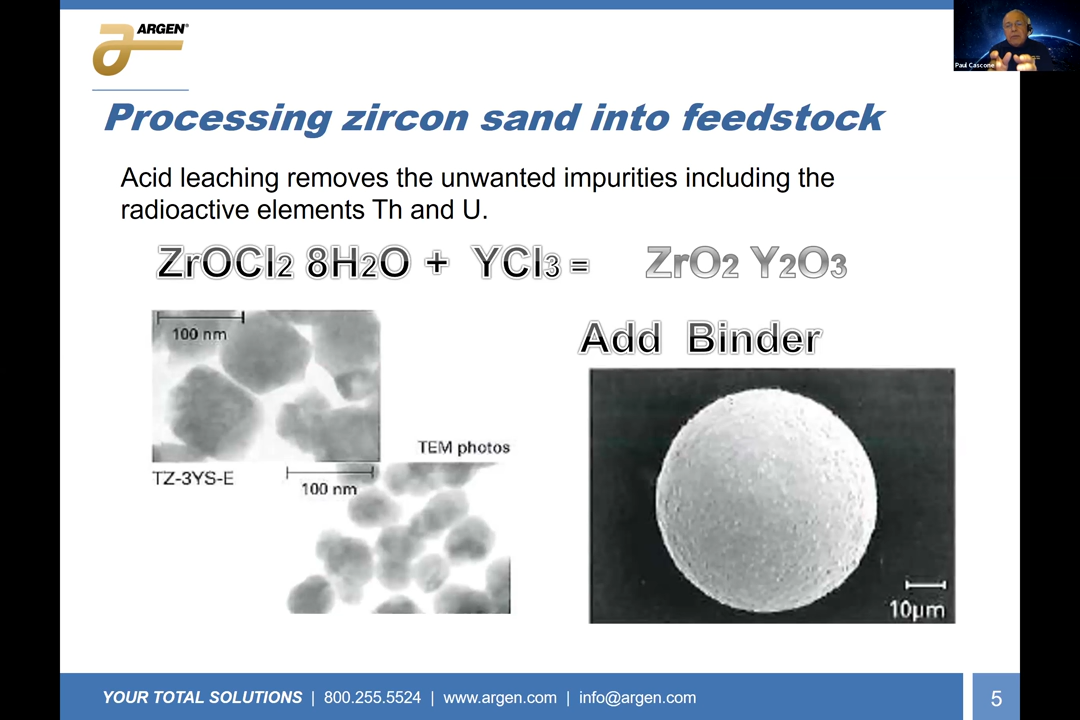 ARGEN®
Paul Cascone
Processing zircon sand into feedstock
Acid leaching removes the unwanted impurities including the
radioactive elements Th and U.
ZrOCl2 8H2O + YCl3 = ZrO2 Y2O3
100 nm
Add Binder
TEM photos
TZ-3YS-E
100 nm
10μm
YOUR TOTAL SOLUTIONS | 800.255.5524 | www.argen.com | info@argen.com
5